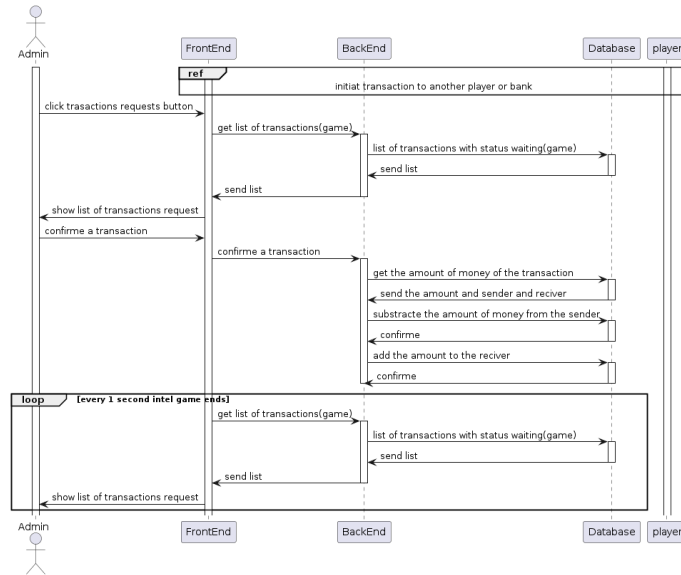 Admin
FrontEnd
BackEnd
Database
player
ref
initiat transaction to another player or bank
click trasactions requests button
get list of transactions(game)
list of transactions with status waiting(game)
send list
send list
show list of transactions request
confirme a transaction
confirme a transaction
get the amount of money of the transaction
send the amount and sender and reciver
substracte the amount of money from the sender
confirme
add the amount to the reciver
confirme
loop
[every 1 second intel game ends]
get list of transactions(game)
list of transactions with status waiting(game)
send list
send list
show list of transactions request
Admin
FrontEnd
BackEnd
Database
player